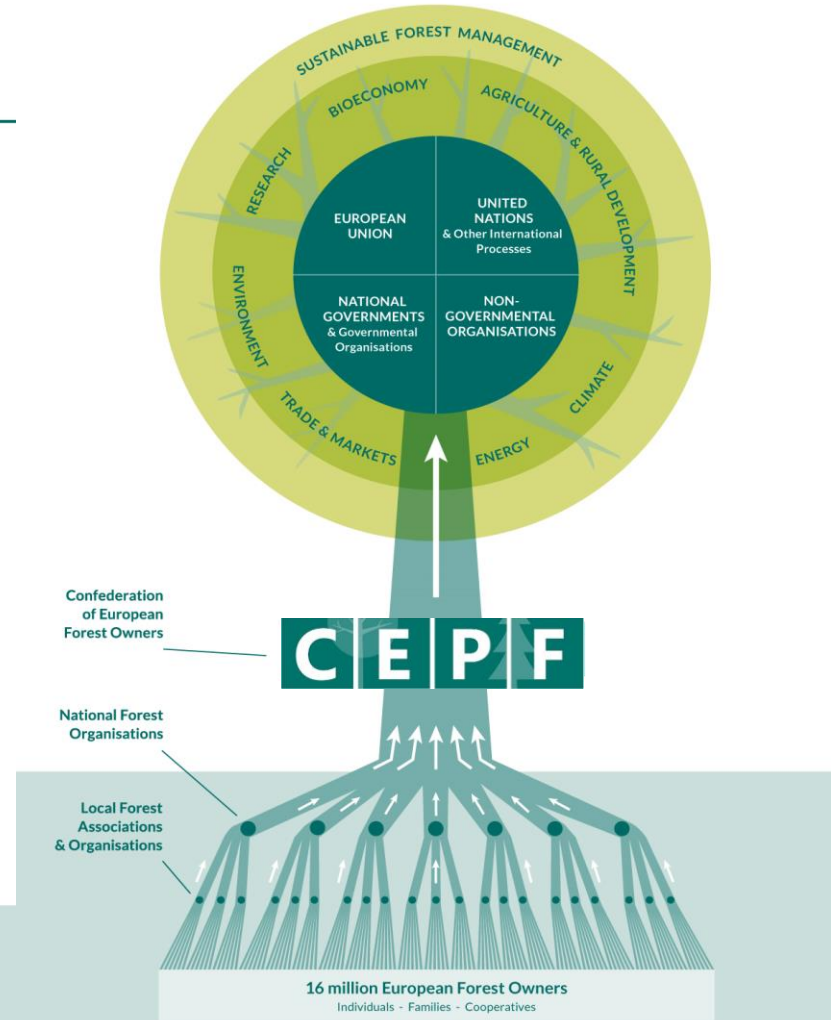 SUSTAINABLE FOREST MANAGEMENT
BIOECONOMY
AGRICULTURE & RURAL DEVELOPMENT
RESEARCH
ENVIRONMENT
TRADE & MARKETS
ENERGY
CLIMATE
EUROPEAN
UNION
UNITED
NATIONS
& Other International
Processes
NATIONAL
GOVERNMENTS
& Governmental
Organisations
NON-
GOVERNMENTAL
ORGANISATIONS
Confederation
of European
Forest Owners
CEPF
National Forest
Organisations
Local Forest
Associations
& Organisations
16 million European Forest Owners
Individuals - Families - Cooperatives